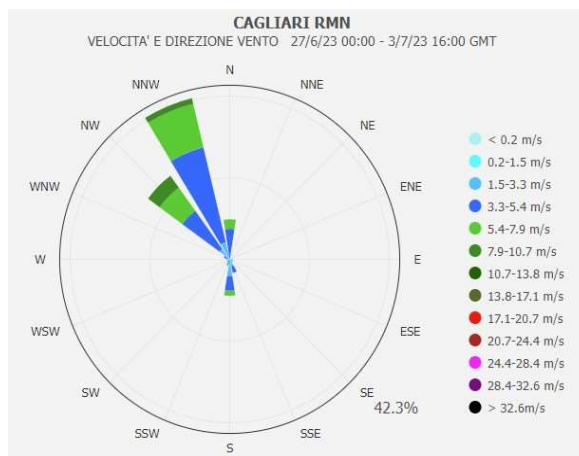 CAGLIARI RMN
VELOCITA' E DIREZIONE VENTO 27/6/23 00:00 - 3/7/23 16:00 GMT
N
NNE
NE
ENE
E
ESE
SE
SSE
S
SSW
SW
WSW
W
WNW
NW
NNW
42.3%
< 0.2 m/s
0.2-1.5 m/s
1.5-3.3 m/s
3.3-5.4 m/s
5.4-7.9 m/s
7.9-10.7 m/s
10.7-13.8 m/s
13.8-17.1 m/s
17.1-20.7 m/s
20.7-24.4 m/s
24.4-28.4 m/s
28.4-32.6 m/s
> 32.6m/s